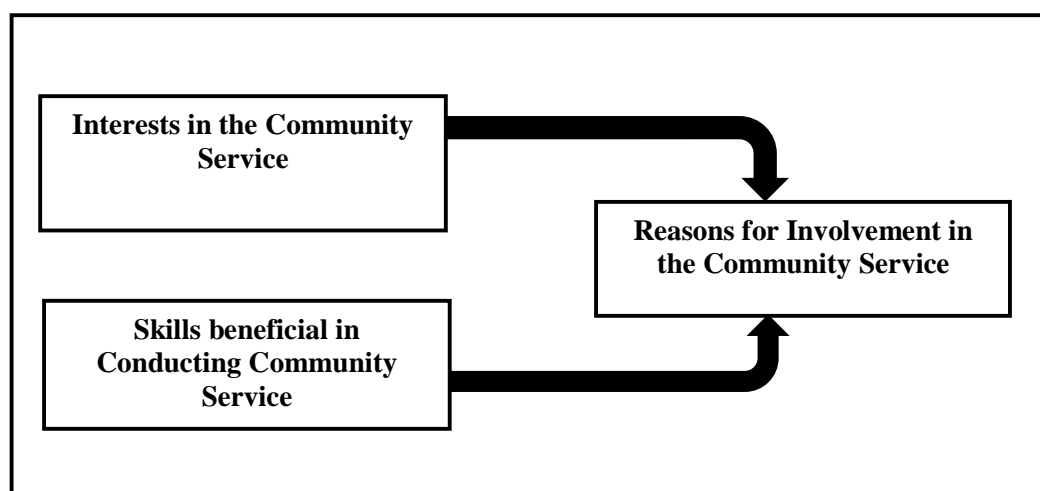 Interests in the Community
Service
Reasons for Involvement in
the Community Service
Skills beneficial in
Conducting Community
Service